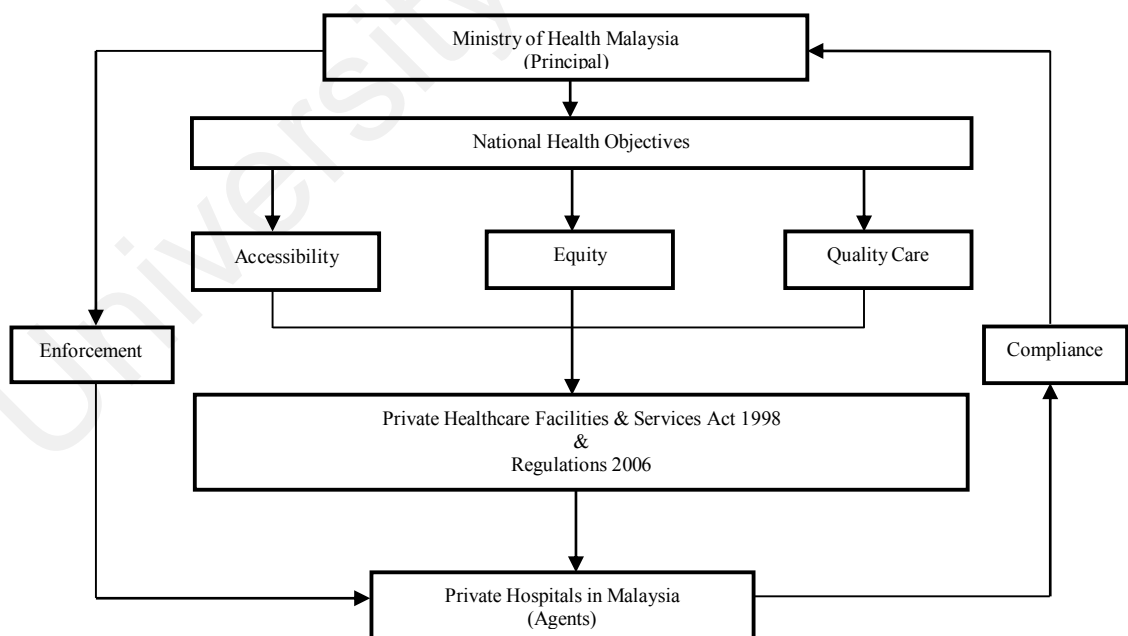 Ministry of Health Malaysia
(Principal)
National Health Objectives
Accessibility
Equity
Quality Care
Enforcement
Compliance
Private Healthcare Facilities & Services Act 1998
&
Regulations 2006
Private Hospitals in Malaysia
(Agents)
University